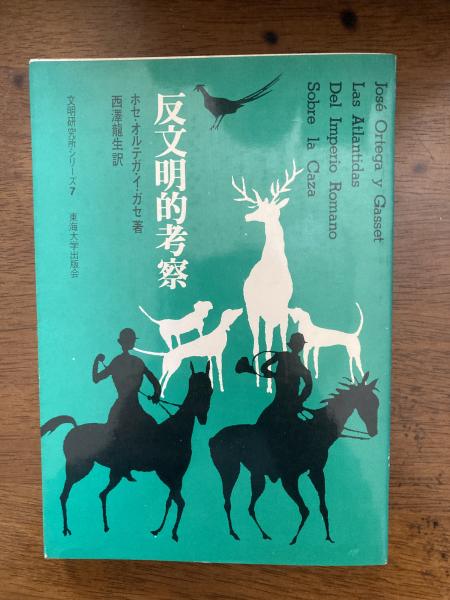 José Ortega y Gasset
Las Atlantidas
Del Imperio Romano
Sobre la Caza
反文明的考察
ホセ・オルテガ・イ・ガセ著
西澤龍生訳
文明研究所シリーズ7 東海大学出版会